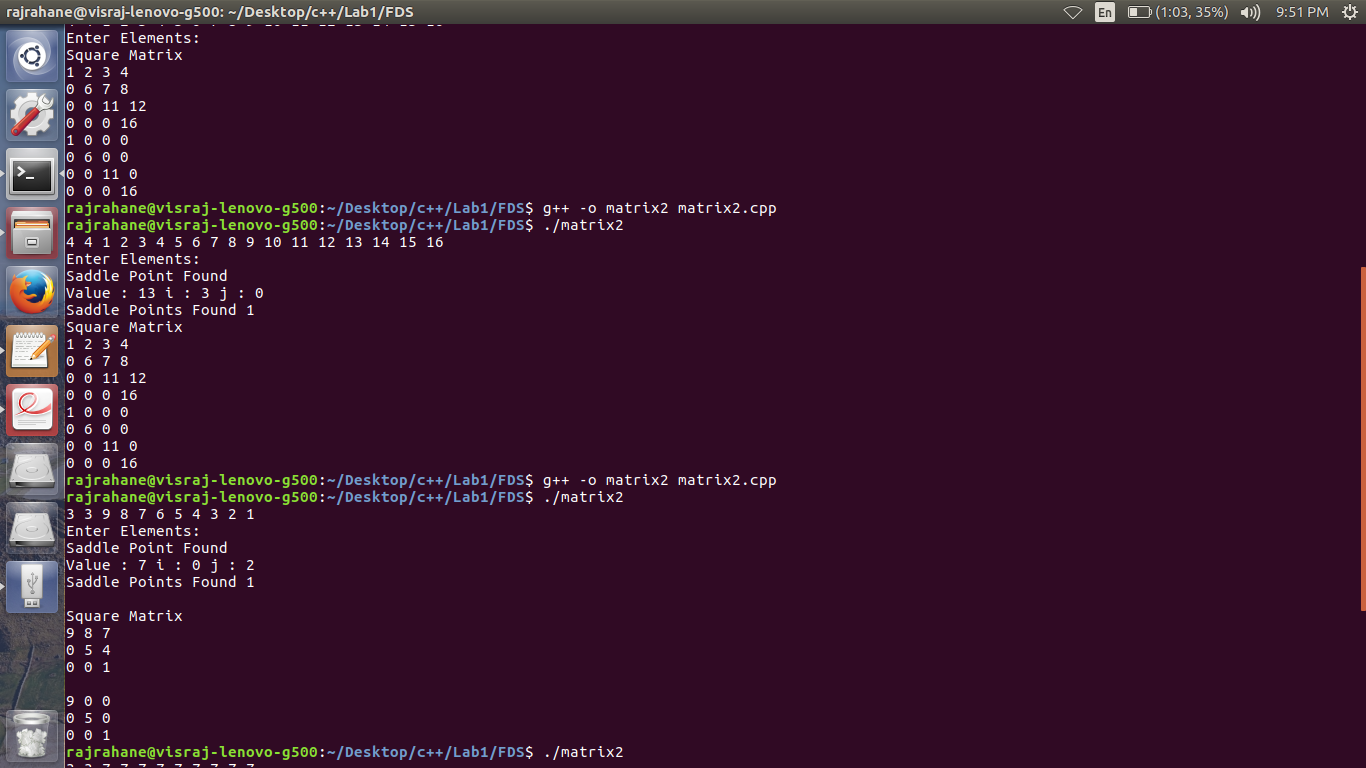 rajrahane@visraj-lenovo-g500: ~/Desktop/c++/Lab1/FDS En (1:03, 35%) 9:51 PM
Enter Elements:
Square Matrix
1 2 3 4
0 6 7 8
0 0 11 12
0 0 0 16
1 0 0 0
0 6 0 0
0 0 11 0
0 0 0 16
rajrahane@visraj-lenovo-g500:~/Desktop/c++/Lab1/FDS$ g++ -o matrix2 matrix2.cpp
rajrahane@visraj-lenovo-g500:~/Desktop/c++/Lab1/FDS$ ./matrix2
4 4 1 2 3 4 5 6 7 8 9 10 11 12 13 14 15 16
Enter Elements:
Saddle Point Found
Value : 13 i : 3 j : 0
Saddle Points Found 1
Square Matrix
1 2 3 4
0 6 7 8
0 0 11 12
0 0 0 16
1 0 0 0
0 6 0 0
0 0 11 0
0 0 0 16
rajrahane@visraj-lenovo-g500:~/Desktop/c++/Lab1/FDS$ g++ -o matrix2 matrix2.cpp
rajrahane@visraj-lenovo-g500:~/Desktop/c++/Lab1/FDS$ ./matrix2
3 3 9 8 7 6 5 4 3 2 1
Enter Elements:
Saddle Point Found
Value : 7 i : 0 j : 2
Saddle Points Found 1
Square Matrix
9 8 7
0 5 4
0 0 1
9 0 0
0 5 0
0 0 1
rajrahane@visraj-lenovo-g500:~/Desktop/c++/Lab1/FDS$ ./matrix2